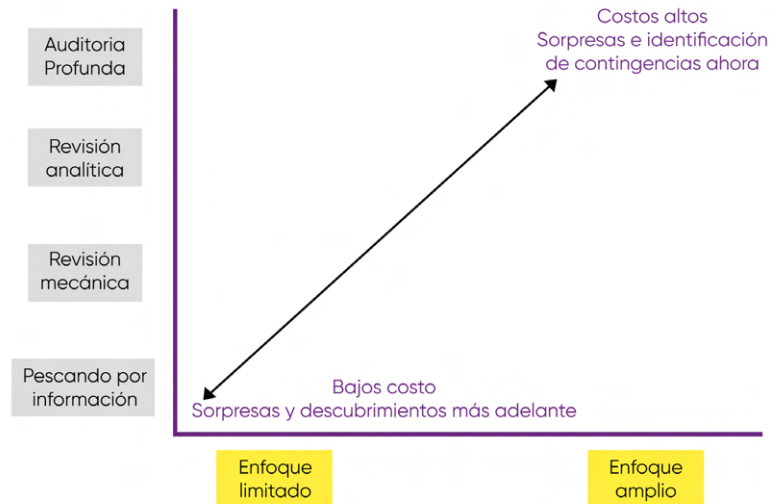 Costos altos
Sorpresas e identificación
de contingencias ahora
Auditoria
Profunda
Revisión
analítica
Revisión
mecánica
Pescando por
información
Bajos costo
Sorpresas y descubrimientos más adelante
Enfoque
limitado
Enfoque
amplio